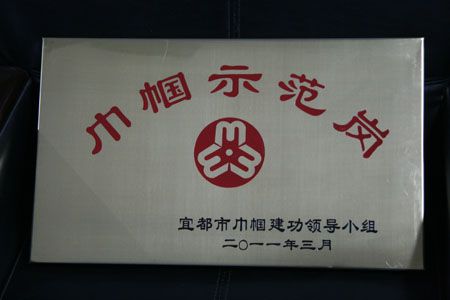 巾帼示范岗
宜都市巾帼建功领导小组
二〇一一年三月